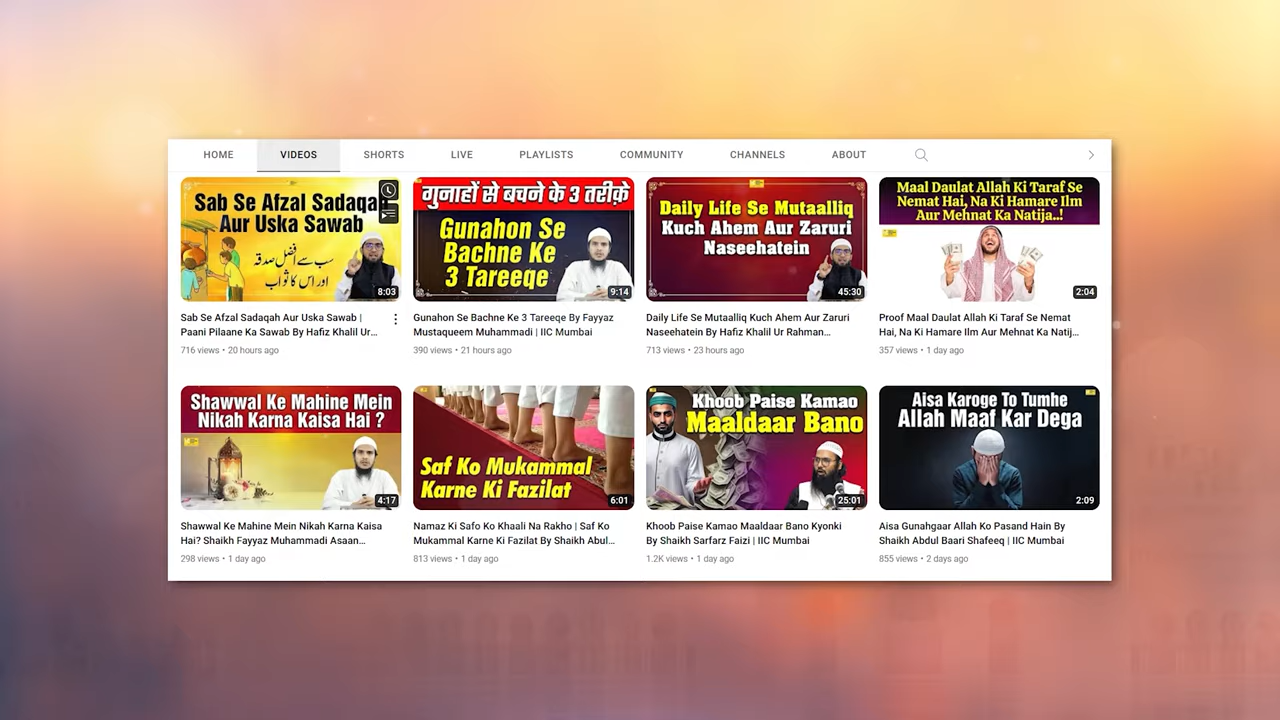 HOME
VIDEOS
SHORTS
LIVE
PLAYLISTS
COMMUNITY
CHANNELS
ABOUT
Sab Se Afzal Sadaqah
Aur Uska Sawab
سب سے افضل صدقہ
اور اس کا ثواب
8:03
गुनाहों से बचने के 3 तरीक़े
Gunahon Se
Bachne Ke
3 Tareeqe
9:14
Daily Life Se Mutaalliq
Kuch Ahem Aur Zaruri
Naseehatein
45:30
Maal Daulat Allah Ki Taraf Se
Nemat Hai, Na Ki Hamare Ilm
Aur Mehnat Ka Natija..!
2:04
Sab Se Afzal Sadaqah Aur Uska Sawab |
Paani Pilaane Ka Sawab By Hafiz Khalil Ur...
716 views • 20 hours ago
Gunahon Se Bachne Ke 3 Tareeqe By Fayyaz
Mustaqueem Muhammadi | IIC Mumbai
390 views • 21 hours ago
Daily Life Se Mutaalliq Kuch Ahem Aur Zaruri
Naseehatein By Hafiz Khalil Ur Rahman...
713 views • 23 hours ago
Proof Maal Daulat Allah Ki Taraf Se Nemat
Hai, Na Ki Hamare Ilm Aur Mehnat Ka Natij...
357 views • 1 day ago
Shawwal Ke Mahine Mein
Nikah Karna Kaisa Hai ?
4:17
Saf Ko Mukammal
Karne Ki Fazilat
6:01
Khoob Paise Kamao
Maaldaar Bano
25:01
Aisa Karoge To Tumhe
Allah Maaf Kar Dega
2:09
Shawwal Ke Mahine Mein Nikah Karna Kaisa
Hai? Shaikh Fayyaz Muhammadi Asaan...
298 views • 1 day ago
Namaz Ki Safo Ko Khaali Na Rakho | Saf Ko
Mukammal Karne Ki Fazilat By Shaikh Abul...
813 views • 1 day ago
Khoob Paise Kamao Maaldaar Bano Kyonki
By Shaikh Sarfarz Faizi | IIC Mumbai
1.2K views • 1 day ago
Aisa Gunahgaar Allah Ko Pasand Hain By
Shaikh Abdul Baari Shafeeq | IIC Mumbai
855 views • 2 days ago